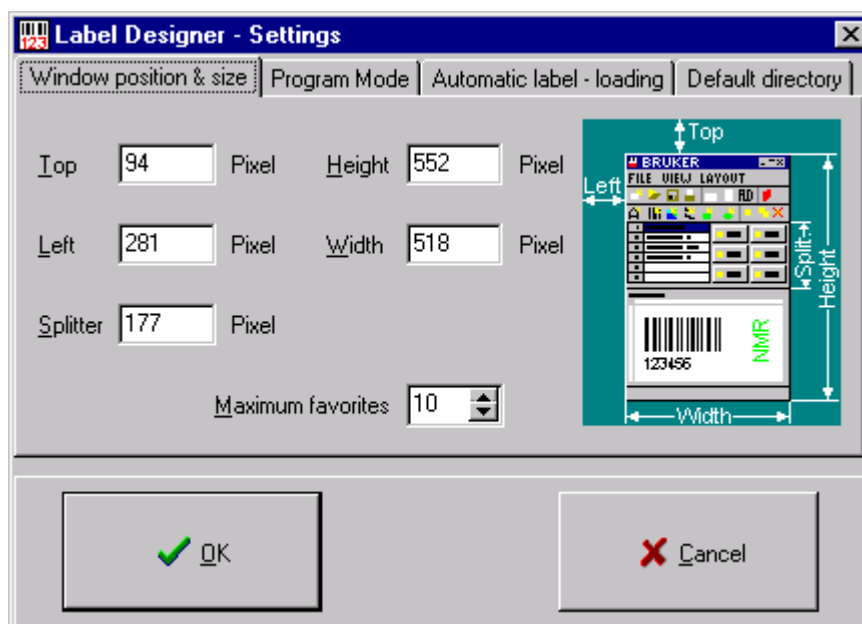 Label Designer - Settings
Window position & size Program Mode Automatic label - loading Default directory
Top 94 Pixel Height 552 Pixel
Left 281 Pixel Width 518 Pixel
Splitter 177 Pixel
Maximum favorites 10
Top
Left
BRUKER
FILE VIEW LAYOUT
Split
Height
123456
NMR
Width
OK Cancel